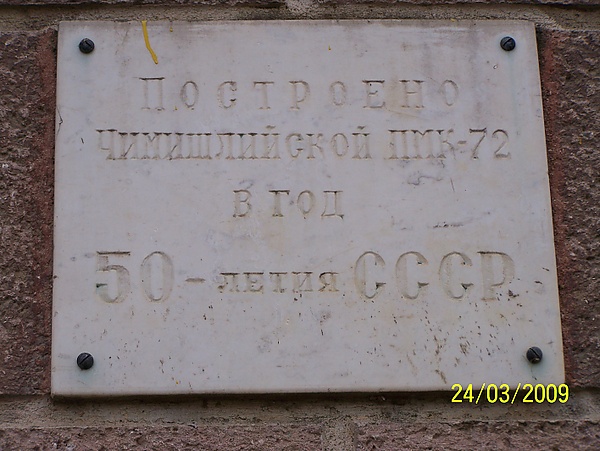 ПОСТРОЕНО
ЧИМИШЛИЙСКОЙ ПМК-72
В ГОД
50-ЛЕТИЯ СССР
24/03/2009